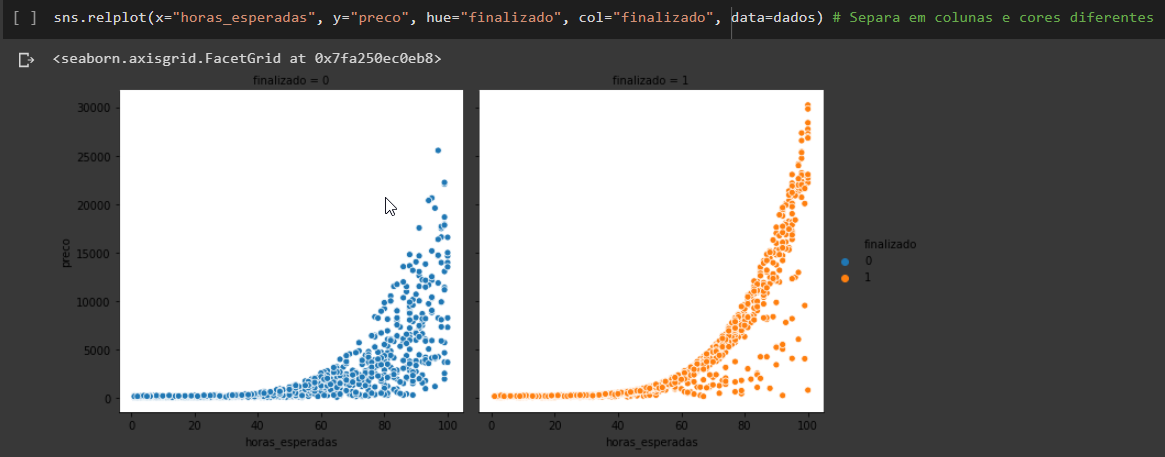 [ ] sns.relplot(x="horas_esperadas", y="preco", hue="finalizado", col="finalizado", data=dados) # Separa em colunas e cores diferentes
<seaborn.axisgrid.FacetGrid at 0x7fa250ec0eb8>
finalizado = 0
finalizado = 1
30000
25000
20000
15000
10000
5000
0
preco
0 20 40 60 80 100
horas_esperadas
0 20 40 60 80 100
horas_esperadas
finalizado
0
1